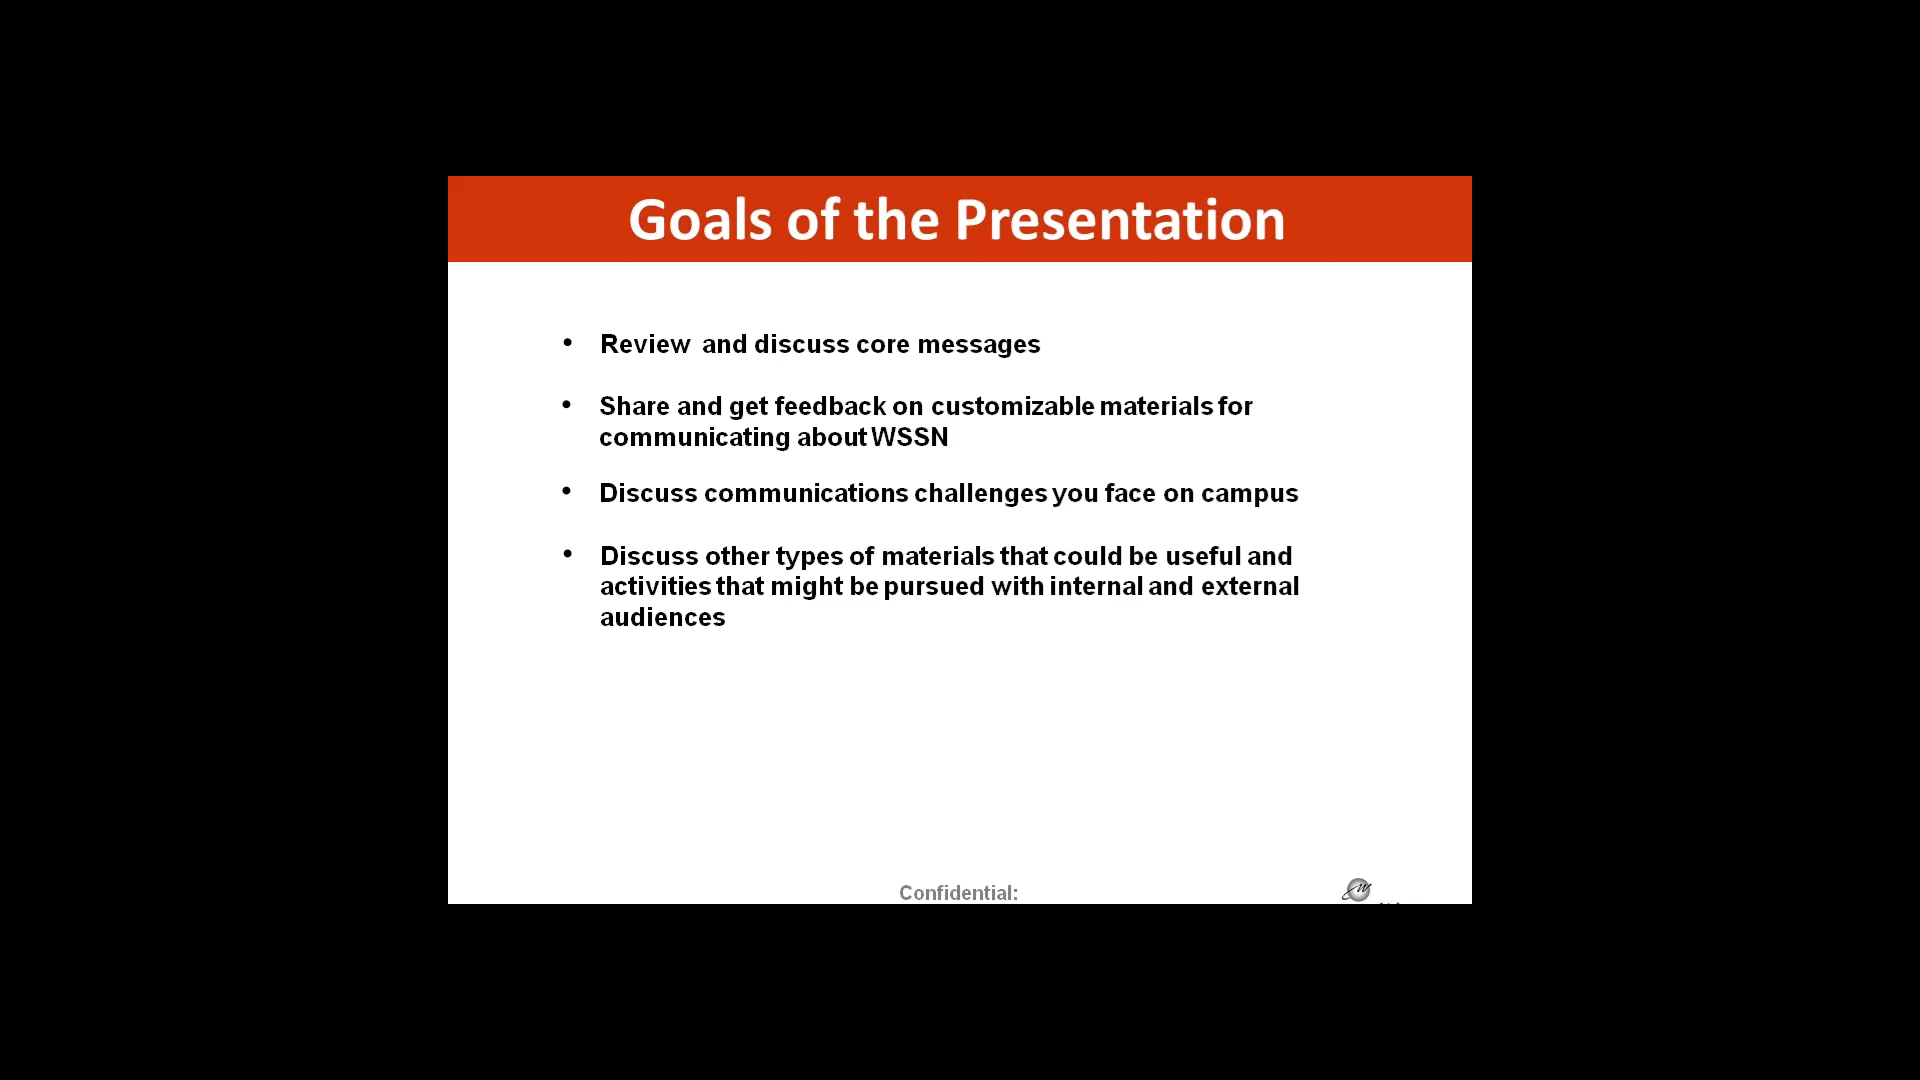 Goals of the Presentation
• Review and discuss core messages
• Share and get feedback on customizable materials for
communicating about WSSN
• Discuss communications challenges you face on campus
• Discuss other types of materials that could be useful and
activities that might be pursued with internal and external
audiences
Confidential: